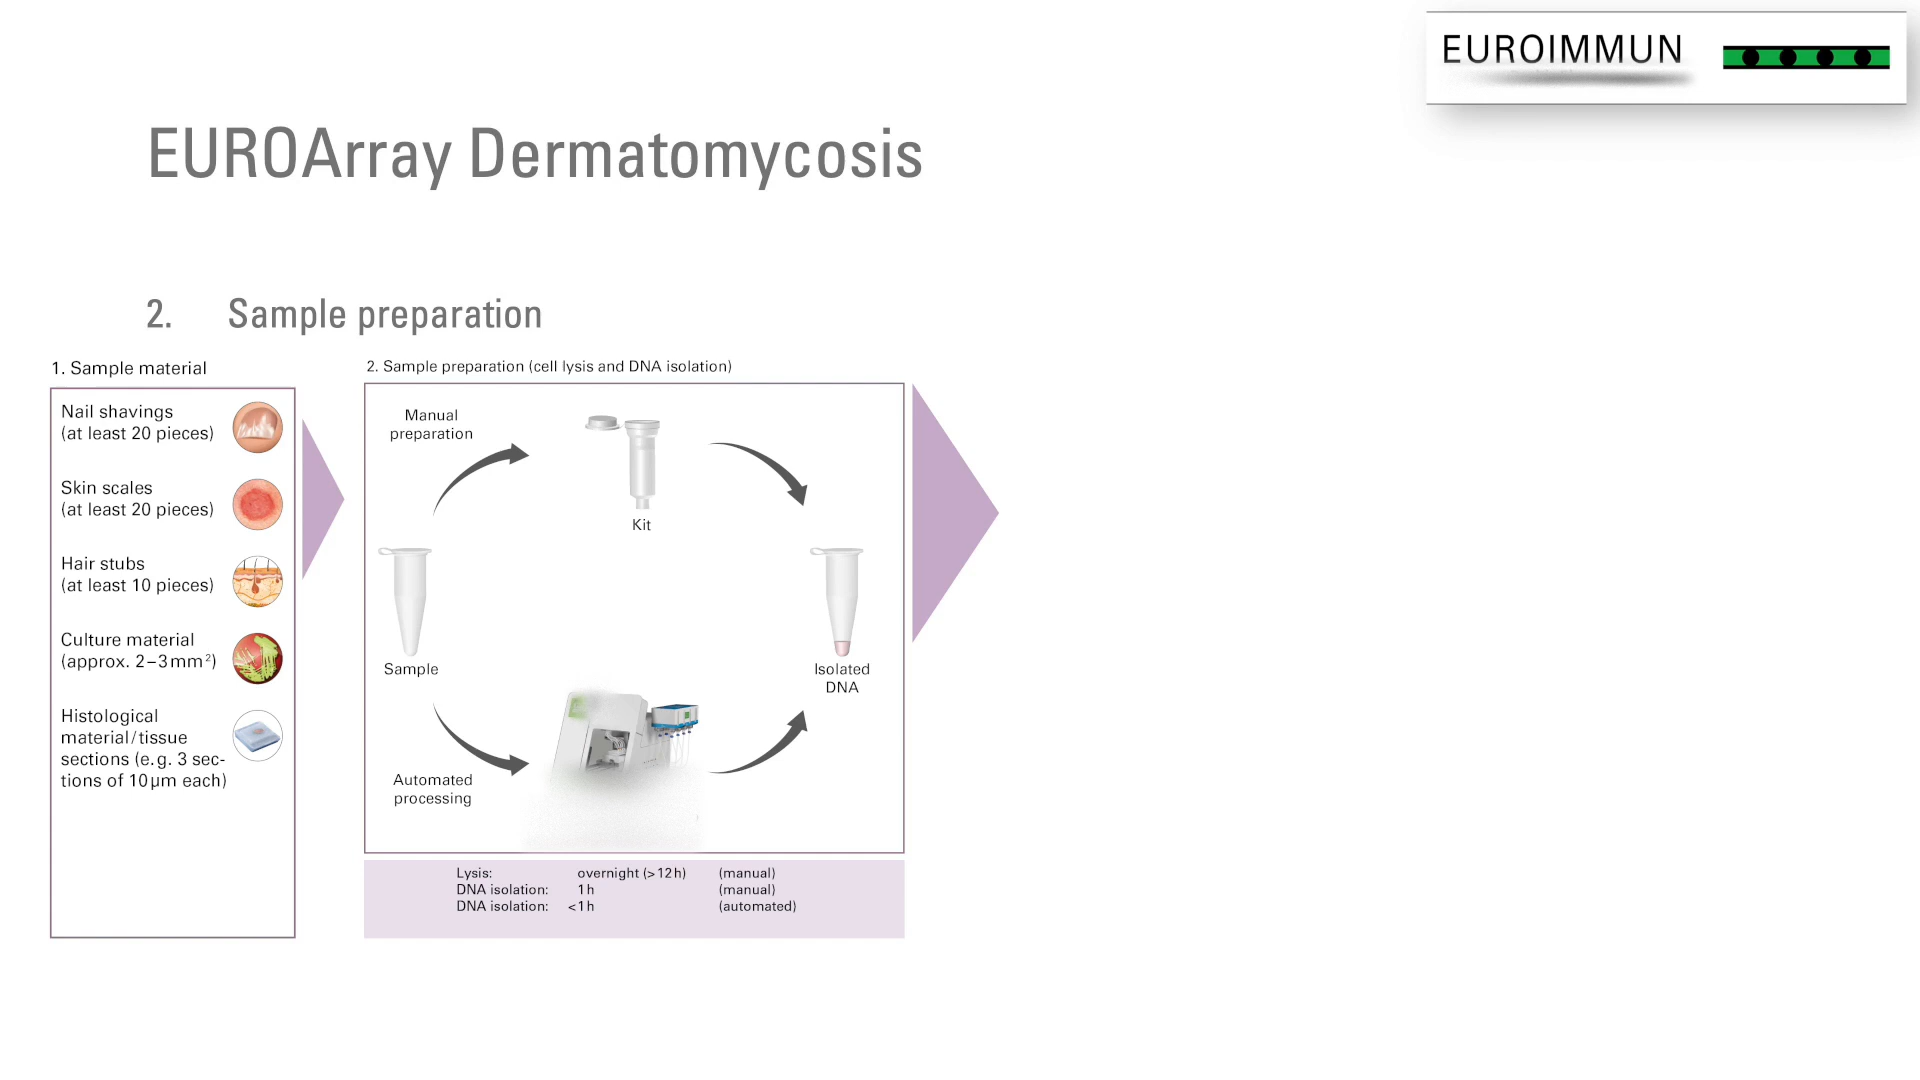 EUROIMMUN
EUROArray Dermatomycosis
2. Sample preparation
1. Sample material
Nail shavings
(at least 20 pieces)
Skin scales
(at least 20 pieces)
Hair stubs
(at least 10 pieces)
Culture material
(approx. 2–3 mm²)
Histological
material/tissue
sections (e.g. 3 sec-
tions of 10 µm each)
2. Sample preparation (cell lysis and DNA isolation)
Manual
preparation
Kit
Sample
Isolated
DNA
Automated
processing
Lysis: overnight (>12 h) (manual)
DNA isolation: 1 h (manual)
DNA isolation: <1 h (automated)